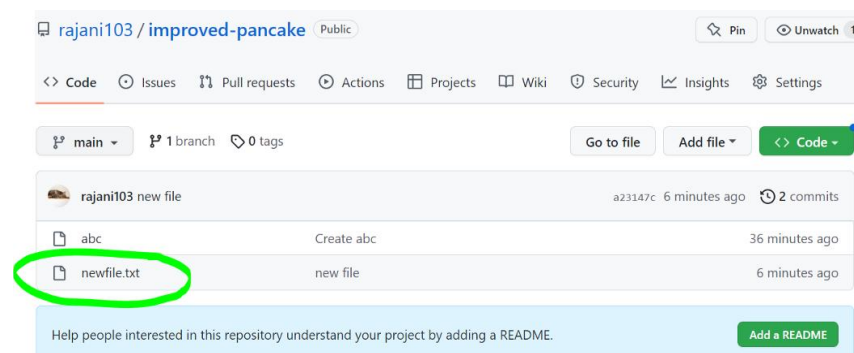 rajani103 / improved-pancake Public Pin Unwatch 1
<> Code Issues Pull requests Actions Projects Wiki Security Insights Settings
main 1 branch 0 tags Go to file Add file <> Code
rajani103 new file a23147c 6 minutes ago 2 commits
abc Create abc 36 minutes ago
newfile.txt new file 6 minutes ago
Help people interested in this repository understand your project by adding a README. Add a README